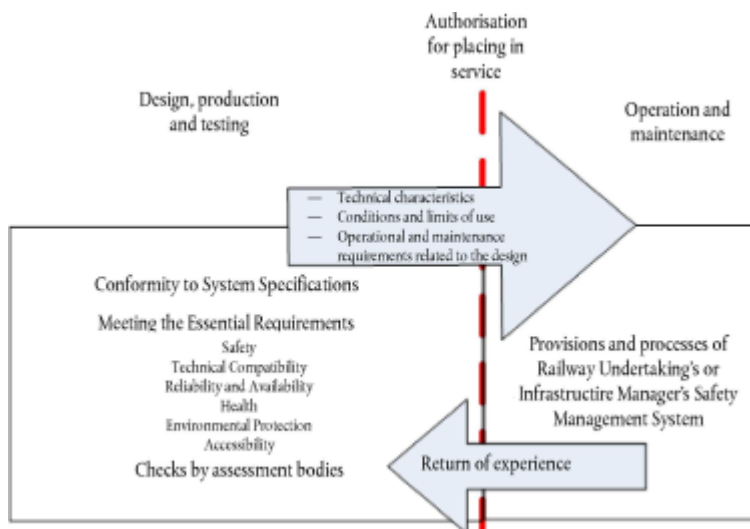 Authorisation
for placing in
service
Design, production
and testing
Operation and
maintenance
— Technical characteristics
— Conditions and limits of use
— Operational and maintenance
requirements related to the design
Conformity to System Specifications
Meeting the Essential Requirements
Safety
Technical Compatibility
Reliability and Availability
Health
Environmental Protection
Accessibility
Checks by assessment bodies
Provisions and processes of
Railway Undertaking's or
Infrastructire Manager's Safety
Management System
Return of experience